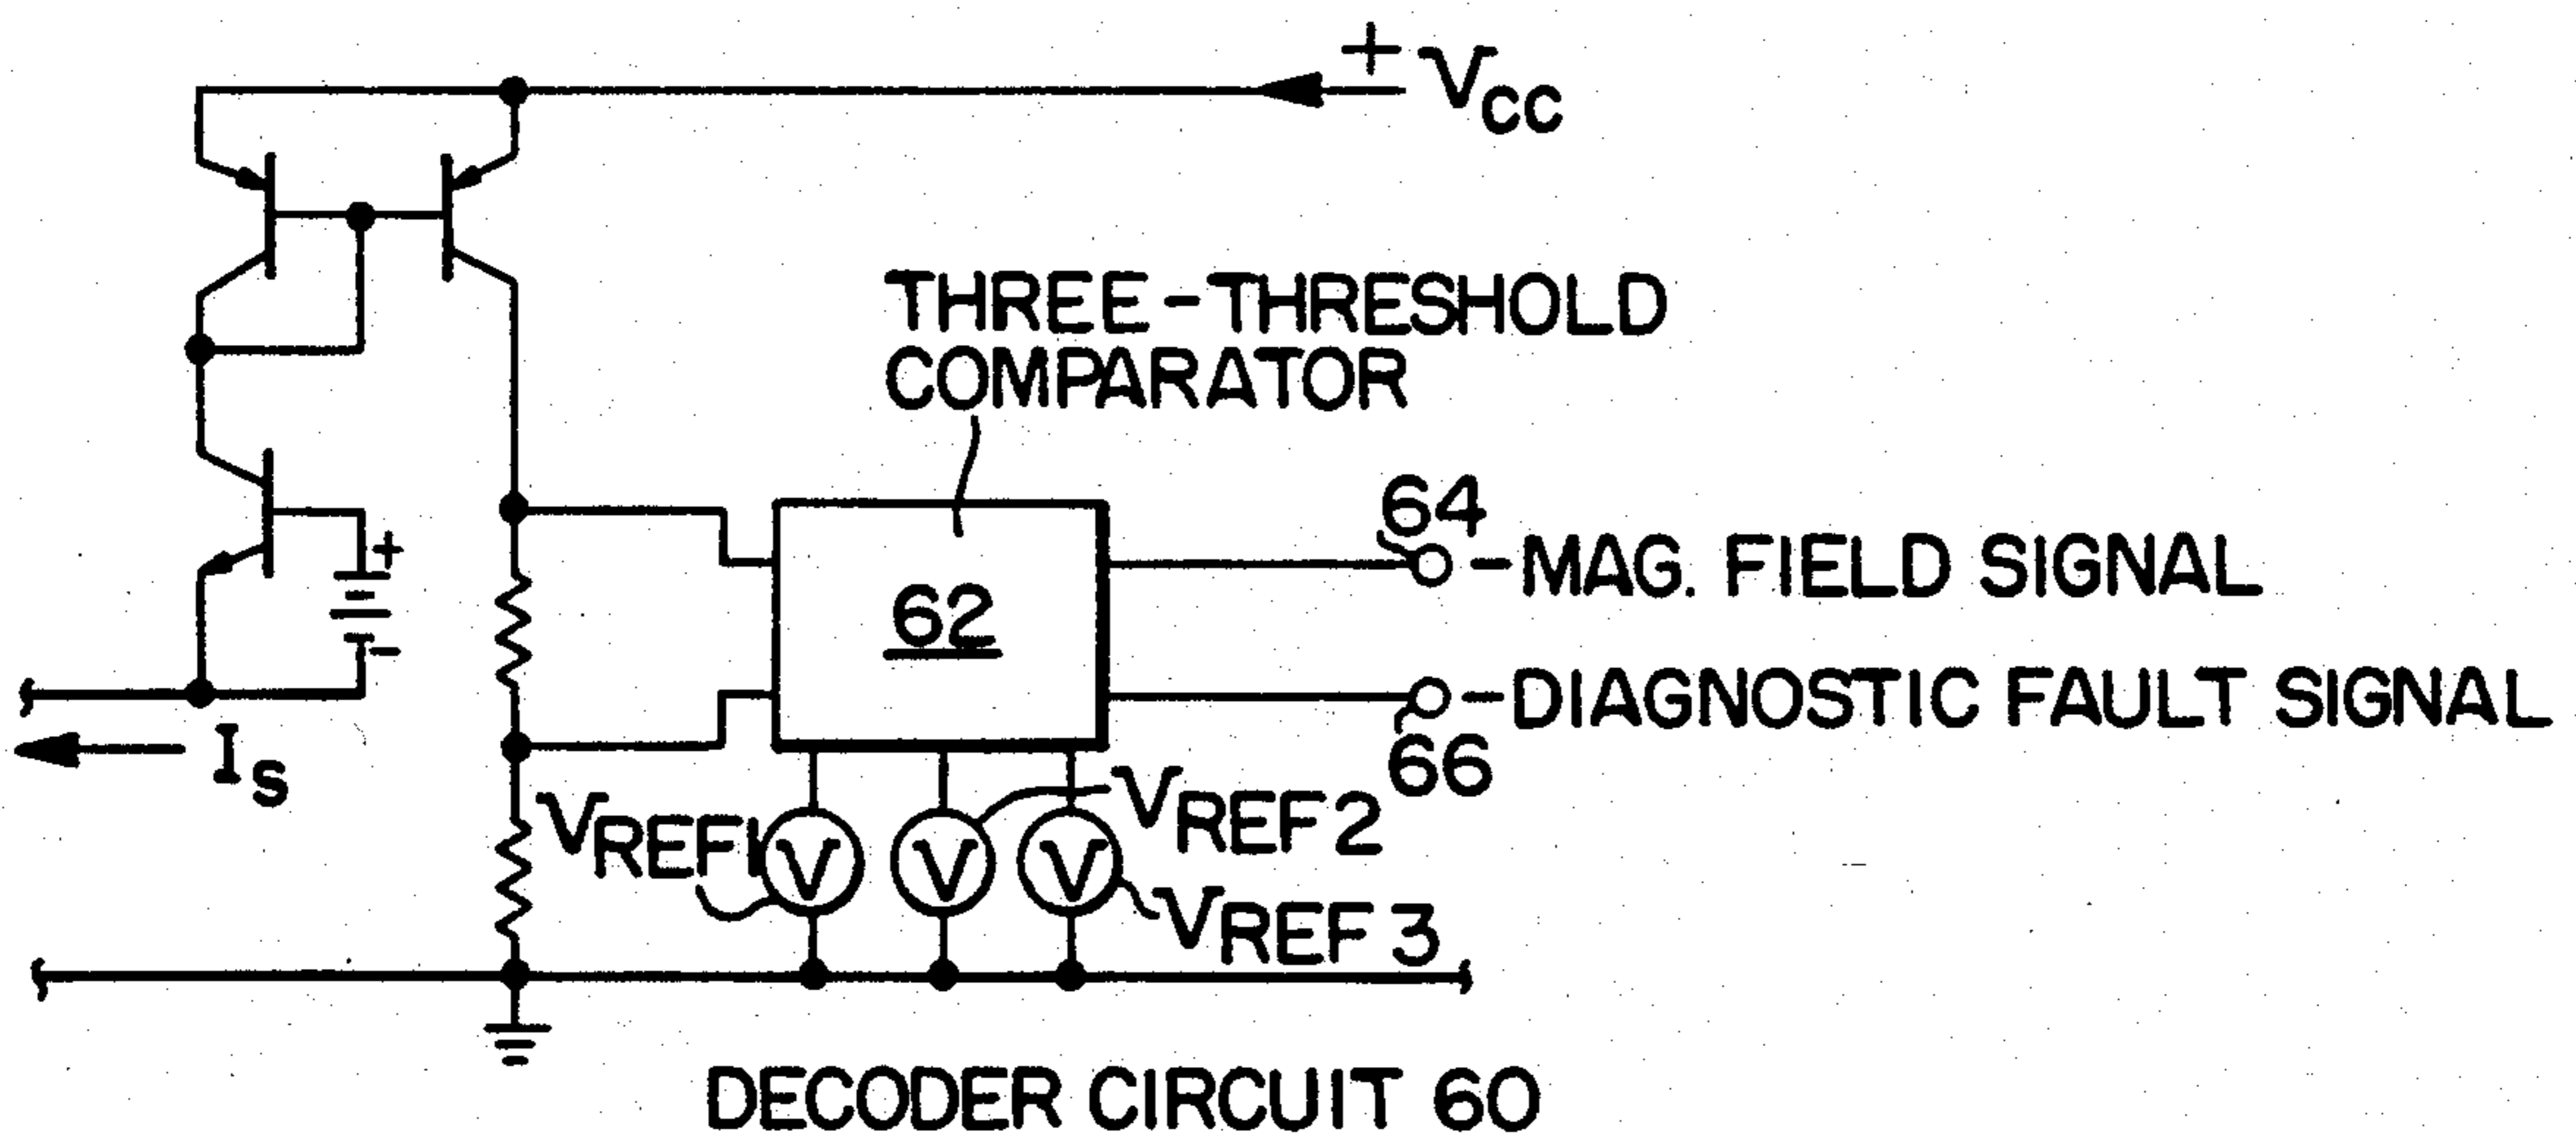 + VCC
THREE-THRESHOLD
COMPARATOR
64
MAG. FIELD SIGNAL
+
62
-
DIAGNOSTIC FAULT SIGNAL
66
IS
VREF1
V
V
V
VREF2
VREF3
DECODER CIRCUIT 60